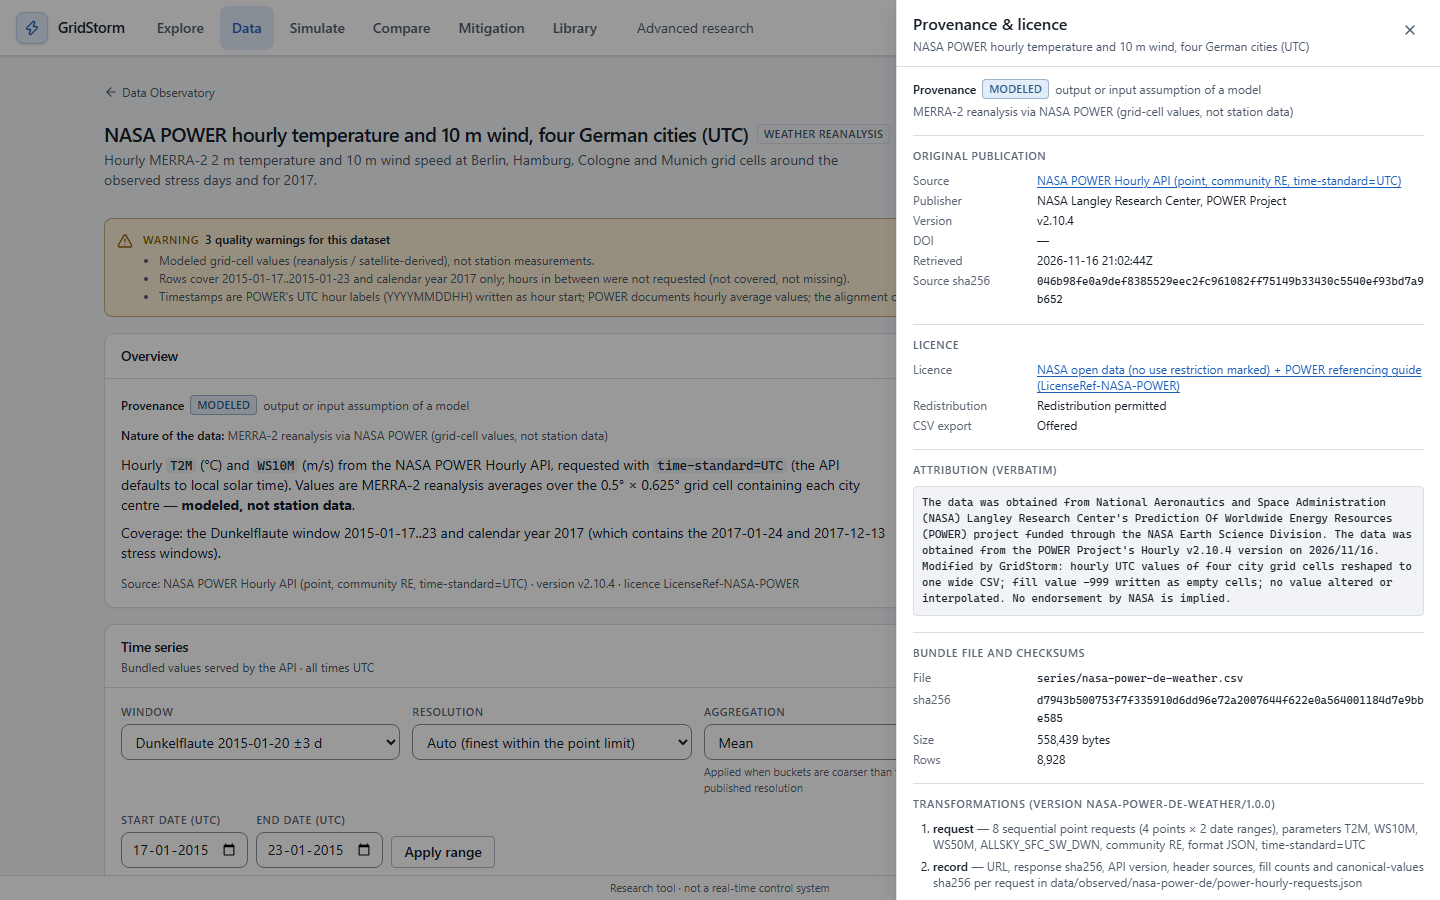 GridStorm
Explore
Data
Simulate
Compare
Mitigation
Library
Advanced research
← Data Observatory
NASA POWER hourly temperature and 10 m wind, four German cities (UTC)
WEATHER REANALYSIS
Hourly MERRA-2 2 m temperature and 10 m wind speed at Berlin, Hamburg, Cologne and Munich grid cells around the
observed stress days and for 2017.
WARNING 3 quality warnings for this dataset
• Modeled grid-cell values (reanalysis / satellite-derived), not station measurements.
• Rows cover 2015-01-17..2015-01-23 and calendar year 2017 only; hours in between were not requested (not covered, not missing).
• Timestamps are POWER's UTC hour labels (YYYYMMDDHH) written as hour start; POWER documents hourly average values; the alignment
Overview
Provenance MODELED output or input assumption of a model
Nature of the data: MERRA-2 reanalysis via NASA POWER (grid-cell values, not station data)
Hourly T2M (°C) and WS10M (m/s) from the NASA POWER Hourly API, requested with time-standard=UTC (the API
defaults to local solar time). Values are MERRA-2 reanalysis averages over the 0.5° × 0.625° grid cell containing each city
centre — modeled, not station data.
Coverage: the Dunkelflaute window 2015-01-17..23 and calendar year 2017 (which contains the 2017-01-24 and 2017-12-13
stress windows).
Source: NASA POWER Hourly API (point, community RE, time-standard=UTC) · version v2.10.4 · licence LicenseRef-NASA-POWER
Time series
Bundled values served by the API · all times UTC
WINDOW
Dunkelflaute 2015-01-20 ±3 d
RESOLUTION
Auto (finest within the point limit)
AGGREGATION
Mean
Applied when buckets are coarser than
published resolution
START DATE (UTC)
17-01-2015
END DATE (UTC)
23-01-2015
Apply range
Research tool · not a real-time control system
Provenance & licence
NASA POWER hourly temperature and 10 m wind, four German cities (UTC)
Provenance MODELED output or input assumption of a model
MERRA-2 reanalysis via NASA POWER (grid-cell values, not station data)
ORIGINAL PUBLICATION
Source NASA POWER Hourly API (point, community RE, time-standard=UTC)
Publisher NASA Langley Research Center, POWER Project
Version v2.10.4
DOI —
Retrieved 2026-11-16 21:02:44Z
Source sha256 046b98fe0a9def8385529eec2fc961082ff75149b33430c5540ef93bd7a9
b652
LICENCE
Licence NASA open data (no use restriction marked) + POWER referencing guide
(LicenseRef-NASA-POWER)
Redistribution Redistribution permitted
CSV export Offered
ATTRIBUTION (VERBATIM)
The data was obtained from National Aeronautics and Space Administration
(NASA) Langley Research Center's Prediction Of Worldwide Energy Resources
(POWER) project funded through the NASA Earth Science Division. The data was
obtained from the POWER Project's Hourly v2.10.4 version on 2026/11/16.
Modified by GridStorm: hourly UTC values of four city grid cells reshaped to
one wide CSV; fill value -999 written as empty cells; no value altered or
interpolated. No endorsement by NASA is implied.
BUNDLE FILE AND CHECKSUMS
File series/nasa-power-de-weather.csv
sha256 d7943b500753f7f335910d6dd96e72a2007644f622e0a564001184d7e9bb
e585
Size 558,439 bytes
Rows 8,928
TRANSFORMATIONS (VERSION NASA-POWER-DE-WEATHER/1.0.0)
1. request — 8 sequential point requests (4 points × 2 date ranges), parameters T2M, WS10M,
WS50M, ALLSKY_SFC_SW_DWN, community RE, format JSON, time-standard=UTC
2. record — URL, response sha256, API version, header sources, fill counts and canonical-values
sha256 per request in data/observed/nasa-power-de/power-hourly-requests.json